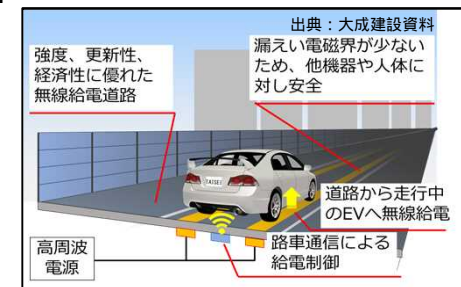 出典：大成建設資料
強度、更新性、
経済性に優れた
無線給電道路
漏えい電磁界が少ない
ため、他機器や人体に
対し安全
TAISEI
道路から走行中
のEVへ無線給電
高周波
電源
路車通信による
給電制御